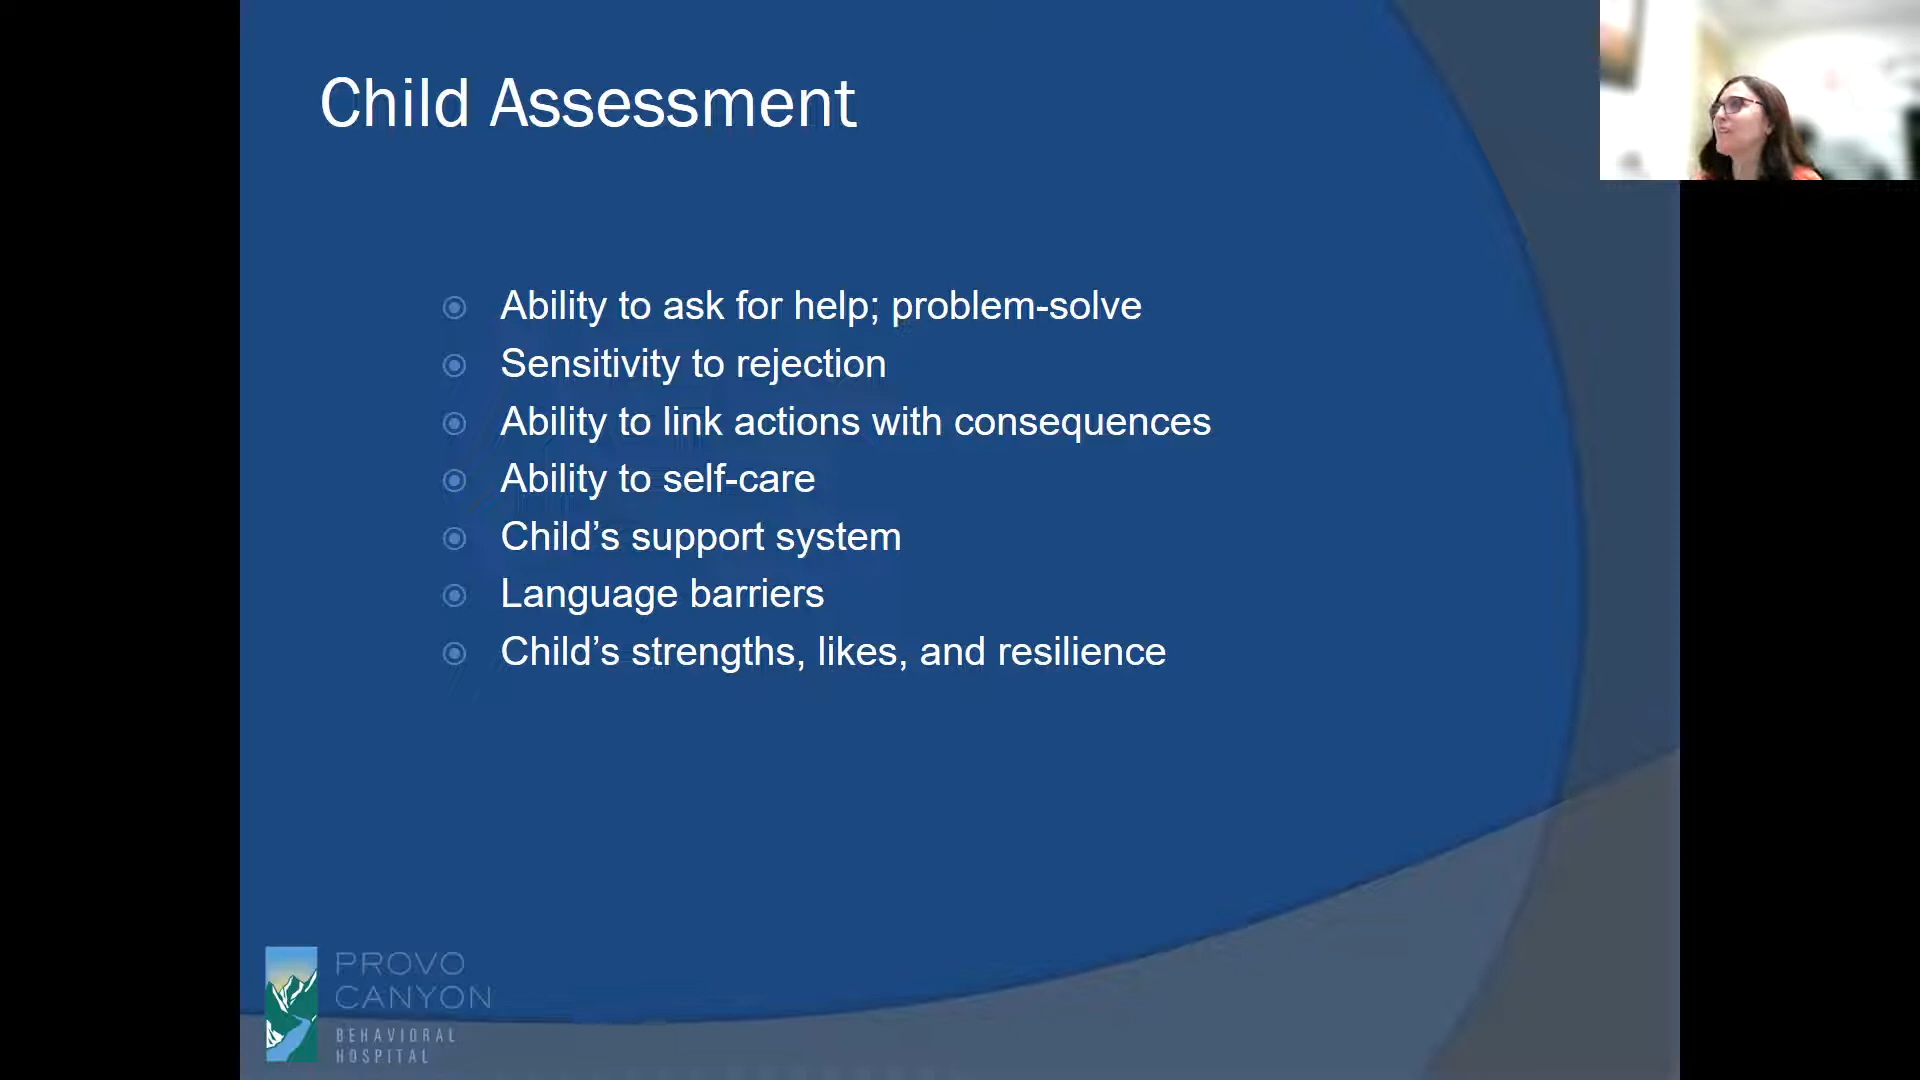 Child Assessment
Ability to ask for help; problem-solve
Sensitivity to rejection
Ability to link actions with consequences
Ability to self-care
Child’s support system
Language barriers
Child’s strengths, likes, and resilience
PROVO
CANYON
BEHAVIORAL
HOSPITAL